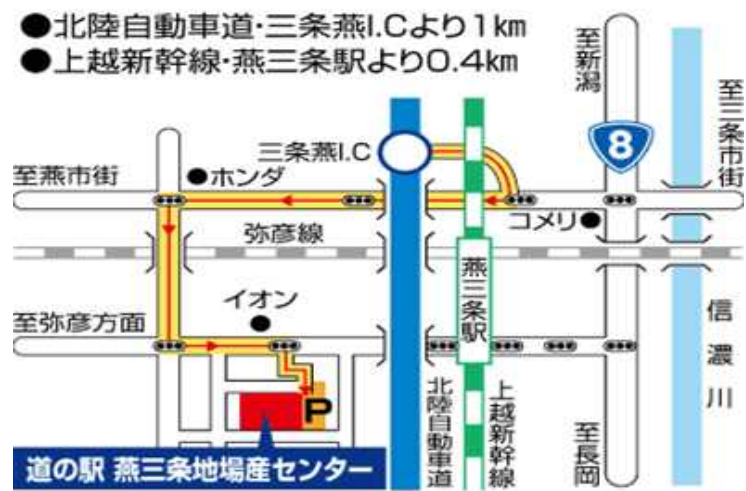 ●北陸自動車道・三条燕I.Cより1km
●上越新幹線・燕三条駅より0.4km
至新潟
至三条市街
8
三条燕I.C
至燕市街
●ホンダ
コメリ●
弥彦線
燕三条駅
イオン
至弥彦方面
信濃川
P
北陸自動車道
上越新幹線
至長岡
道の駅 燕三条地場産センター